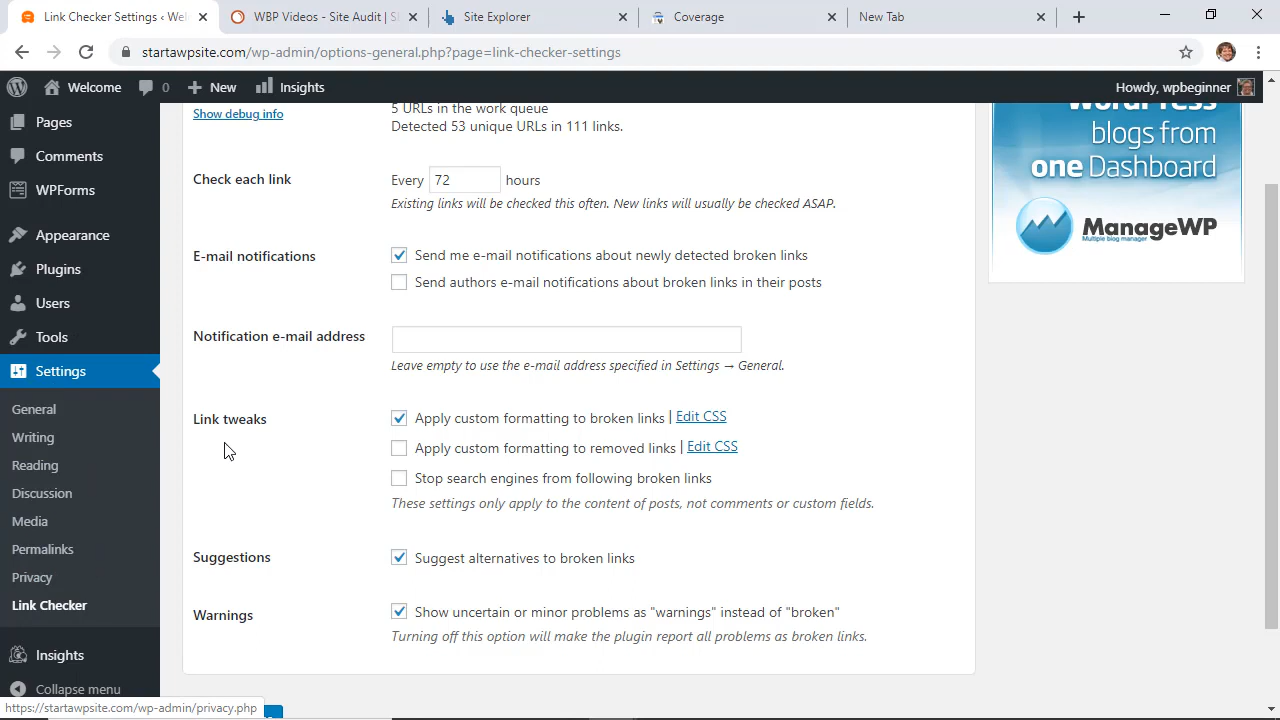 Link Checker Settings ‹ Wel
WBP Videos - Site Audit | S
Site Explorer
Coverage
New Tab
startawpsite.com/wp-admin/options-general.php?page=link-checker-settings
Welcome
0
New
Insights
Howdy, wpbeginner
Pages
Comments
WPForms
Appearance
Plugins
Users
Tools
Settings
General
Writing
Reading
Discussion
Media
Permalinks
Privacy
Link Checker
Insights
Collapse menu
https://startawpsite.com/wp-admin/privacy.php
Show debug info
5 URLs in the work queue
Detected 53 unique URLs in 111 links.
Check each link
Every 72 hours
Existing links will be checked this often. New links will usually be checked ASAP.
E-mail notifications
Send me e-mail notifications about newly detected broken links
Send authors e-mail notifications about broken links in their posts
Notification e-mail address
Leave empty to use the e-mail address specified in Settings → General.
Link tweaks
Apply custom formatting to broken links | Edit CSS
Apply custom formatting to removed links | Edit CSS
Stop search engines from following broken links
These settings only apply to the content of posts, not comments or custom fields.
Suggestions
Suggest alternatives to broken links
Warnings
Show uncertain or minor problems as "warnings" instead of "broken"
Turning off this option will make the plugin report all problems as broken links.
WordPress
blogs from
one Dashboard
ManageWP
Multiple blog manager